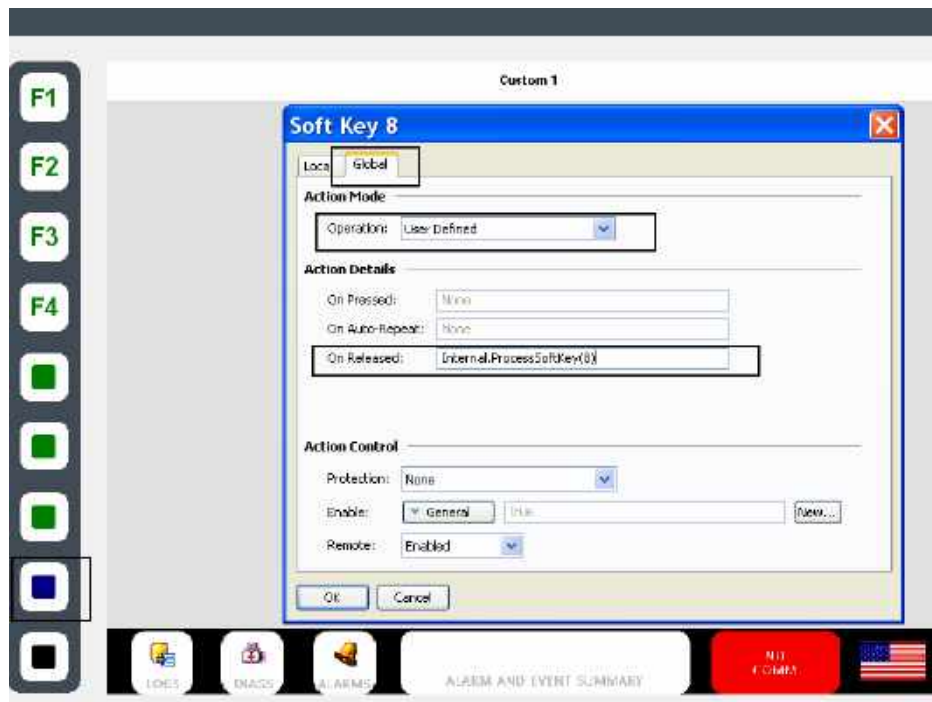 Custom 1
F1
F2
F3
F4
Soft Key 8
Loca Global
Action Mode
Operation: User Defined
Action Details
On Pressed: None
On Auto-Repeat: None
On Released: Internal.ProcessSoftKey(8)
Action Control
Protection: None
Enable: General true New...
Remote: Enabled
OK Cancel
LOGS DIAGS ALARMS ALARM AND EVENT SUMMARY
NO
COMM